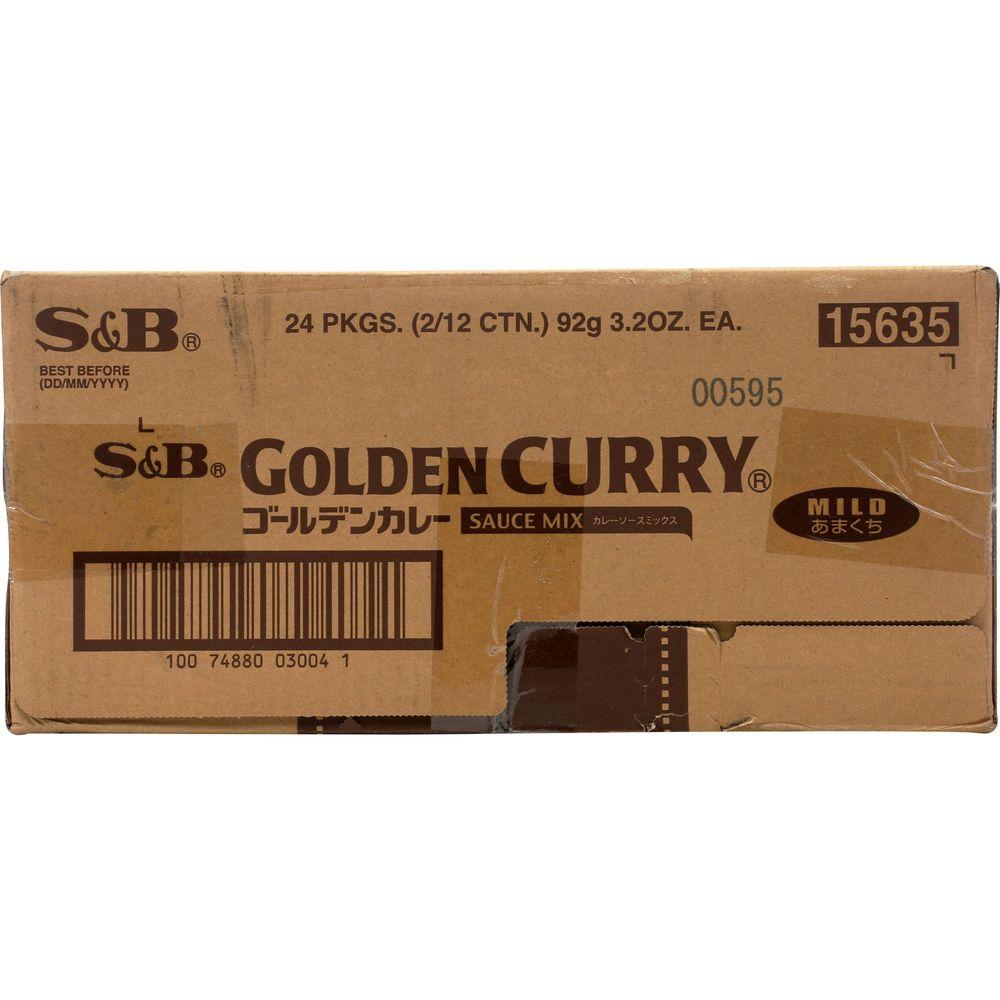 S&B® 24 PKGS. (2/12 CTN.) 92g 3.2OZ. EA. 15635
BEST BEFORE
(DD/MM/YYYY)
00595
S&B® GOLDEN CURRY®
ゴールデンカレー SAUCE MIX カレーソースミックス
MILD
あまくち
100 74880 03004 1